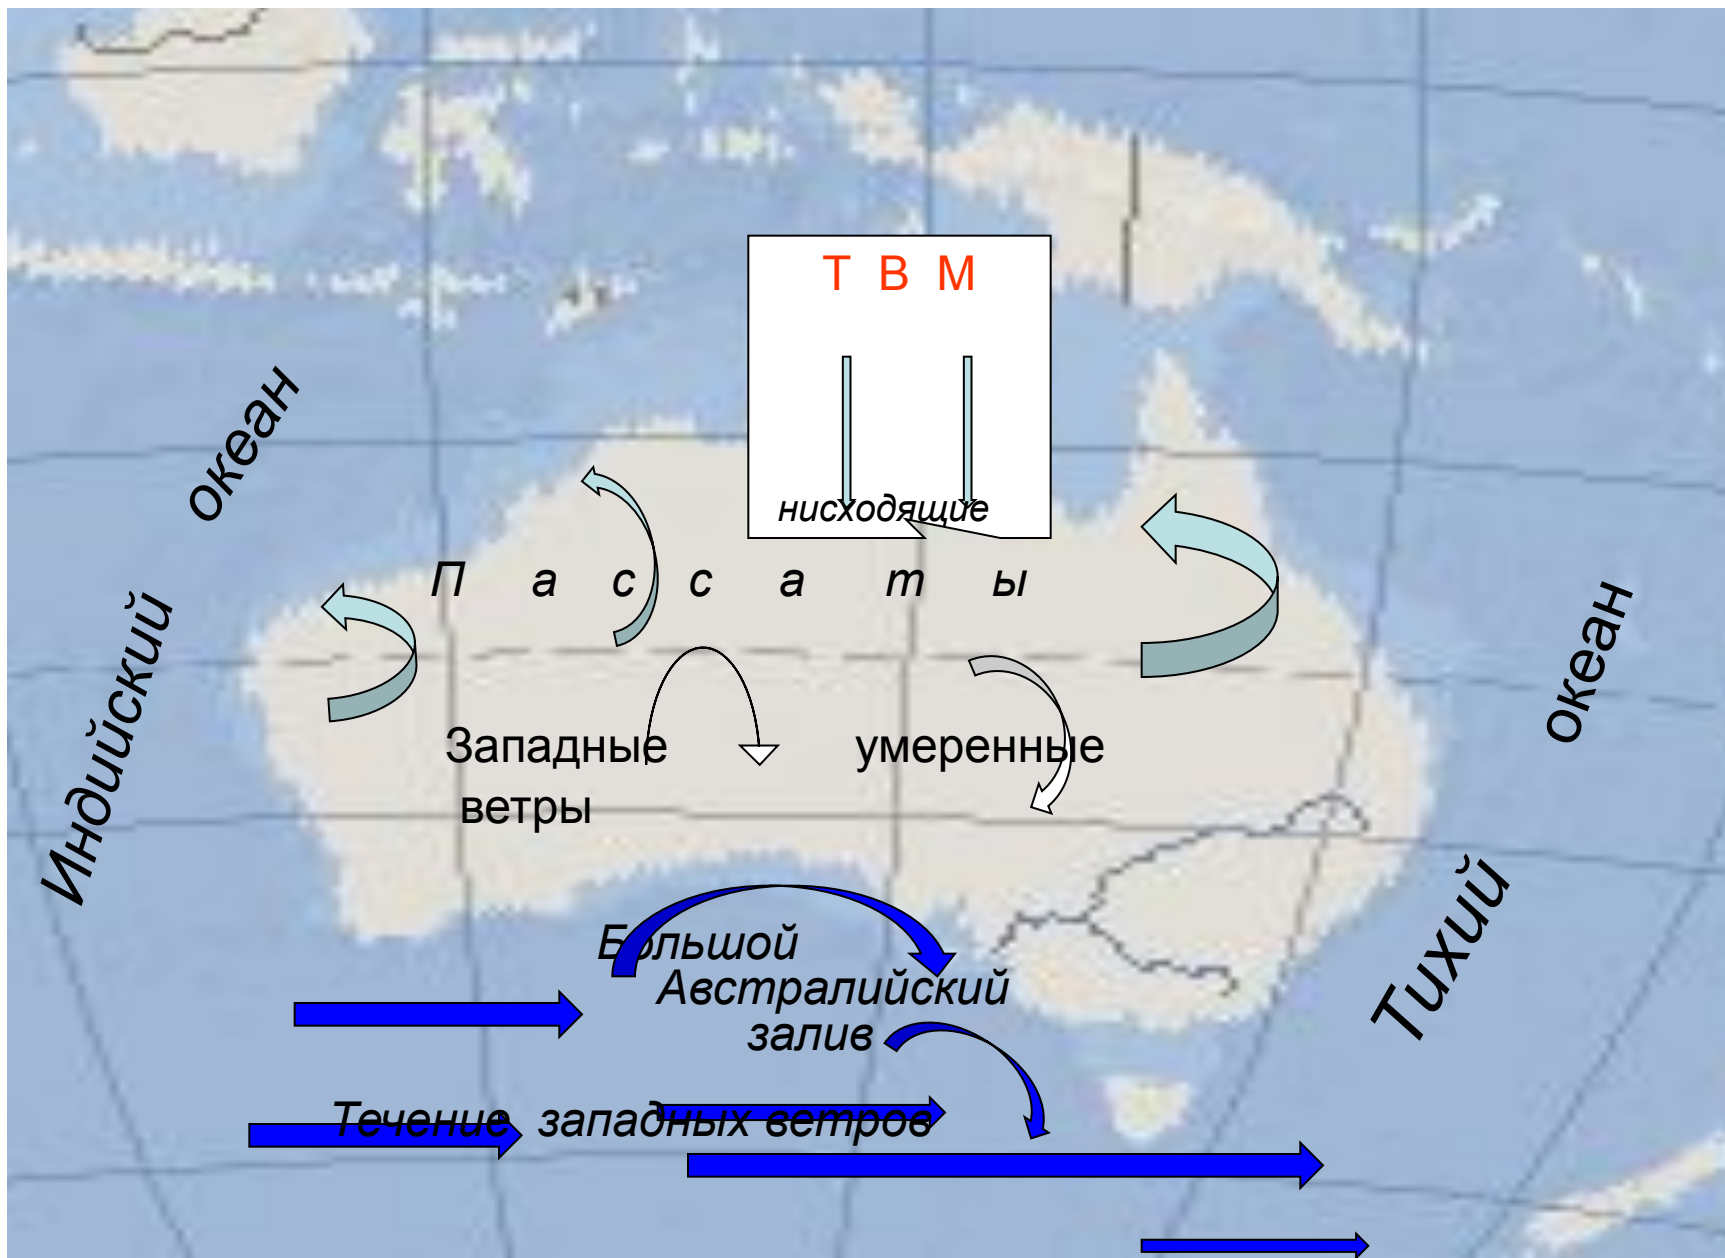 Т В М
нисходящие
океан
Индийский
П а с с а т ы
океан
Тихий
Западные умеренные
ветры
Большой
Австралийский
залив
Течение западных ветров